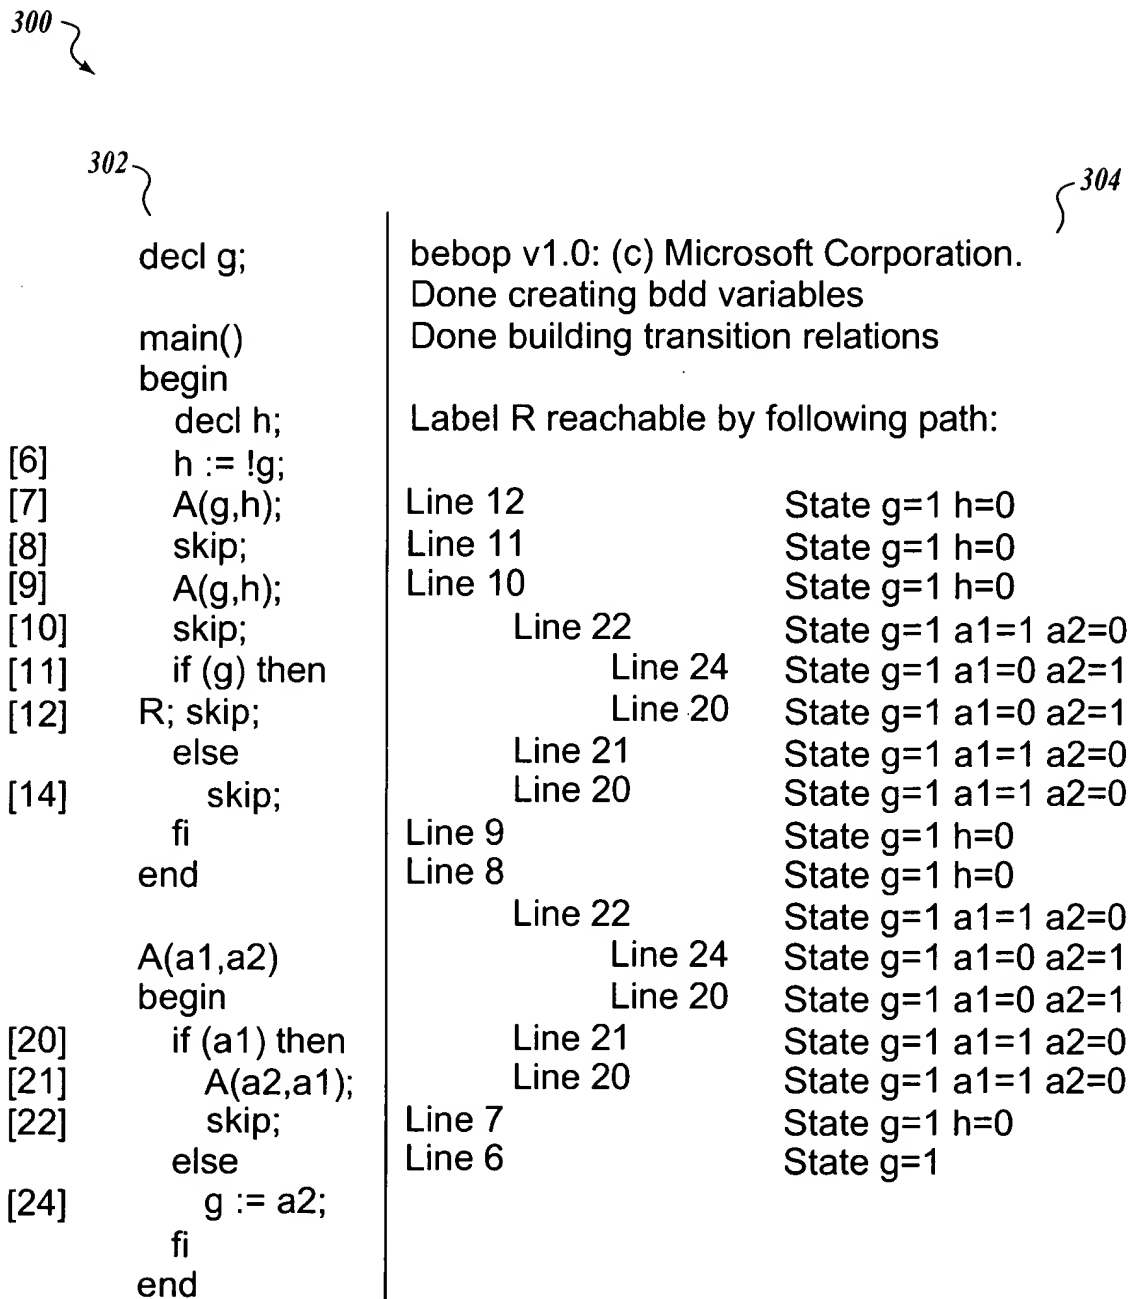 300
302
304
decl g;
main()
begin
decl h;
[6] h := !g;
[7] A(g,h);
[8] skip;
[9] A(g,h);
[10] skip;
[11] if (g) then
[12] R; skip;
else
[14] skip;
fi
end
A(a1,a2)
begin
[20] if (a1) then
[21] A(a2,a1);
[22] skip;
else
[24] g := a2;
fi
end
bebop v1.0: (c) Microsoft Corporation.
Done creating bdd variables
Done building transition relations
Label R reachable by following path:
Line 12 State g=1 h=0
Line 11 State g=1 h=0
Line 10 State g=1 h=0
Line 22 State g=1 a1=1 a2=0
Line 24 State g=1 a1=0 a2=1
Line 20 State g=1 a1=0 a2=1
Line 21 State g=1 a1=1 a2=0
Line 20 State g=1 a1=1 a2=0
Line 9 State g=1 h=0
Line 8 State g=1 h=0
Line 22 State g=1 a1=1 a2=0
Line 24 State g=1 a1=0 a2=1
Line 20 State g=1 a1=0 a2=1
Line 21 State g=1 a1=1 a2=0
Line 20 State g=1 a1=1 a2=0
Line 7 State g=1 h=0
Line 6 State g=1